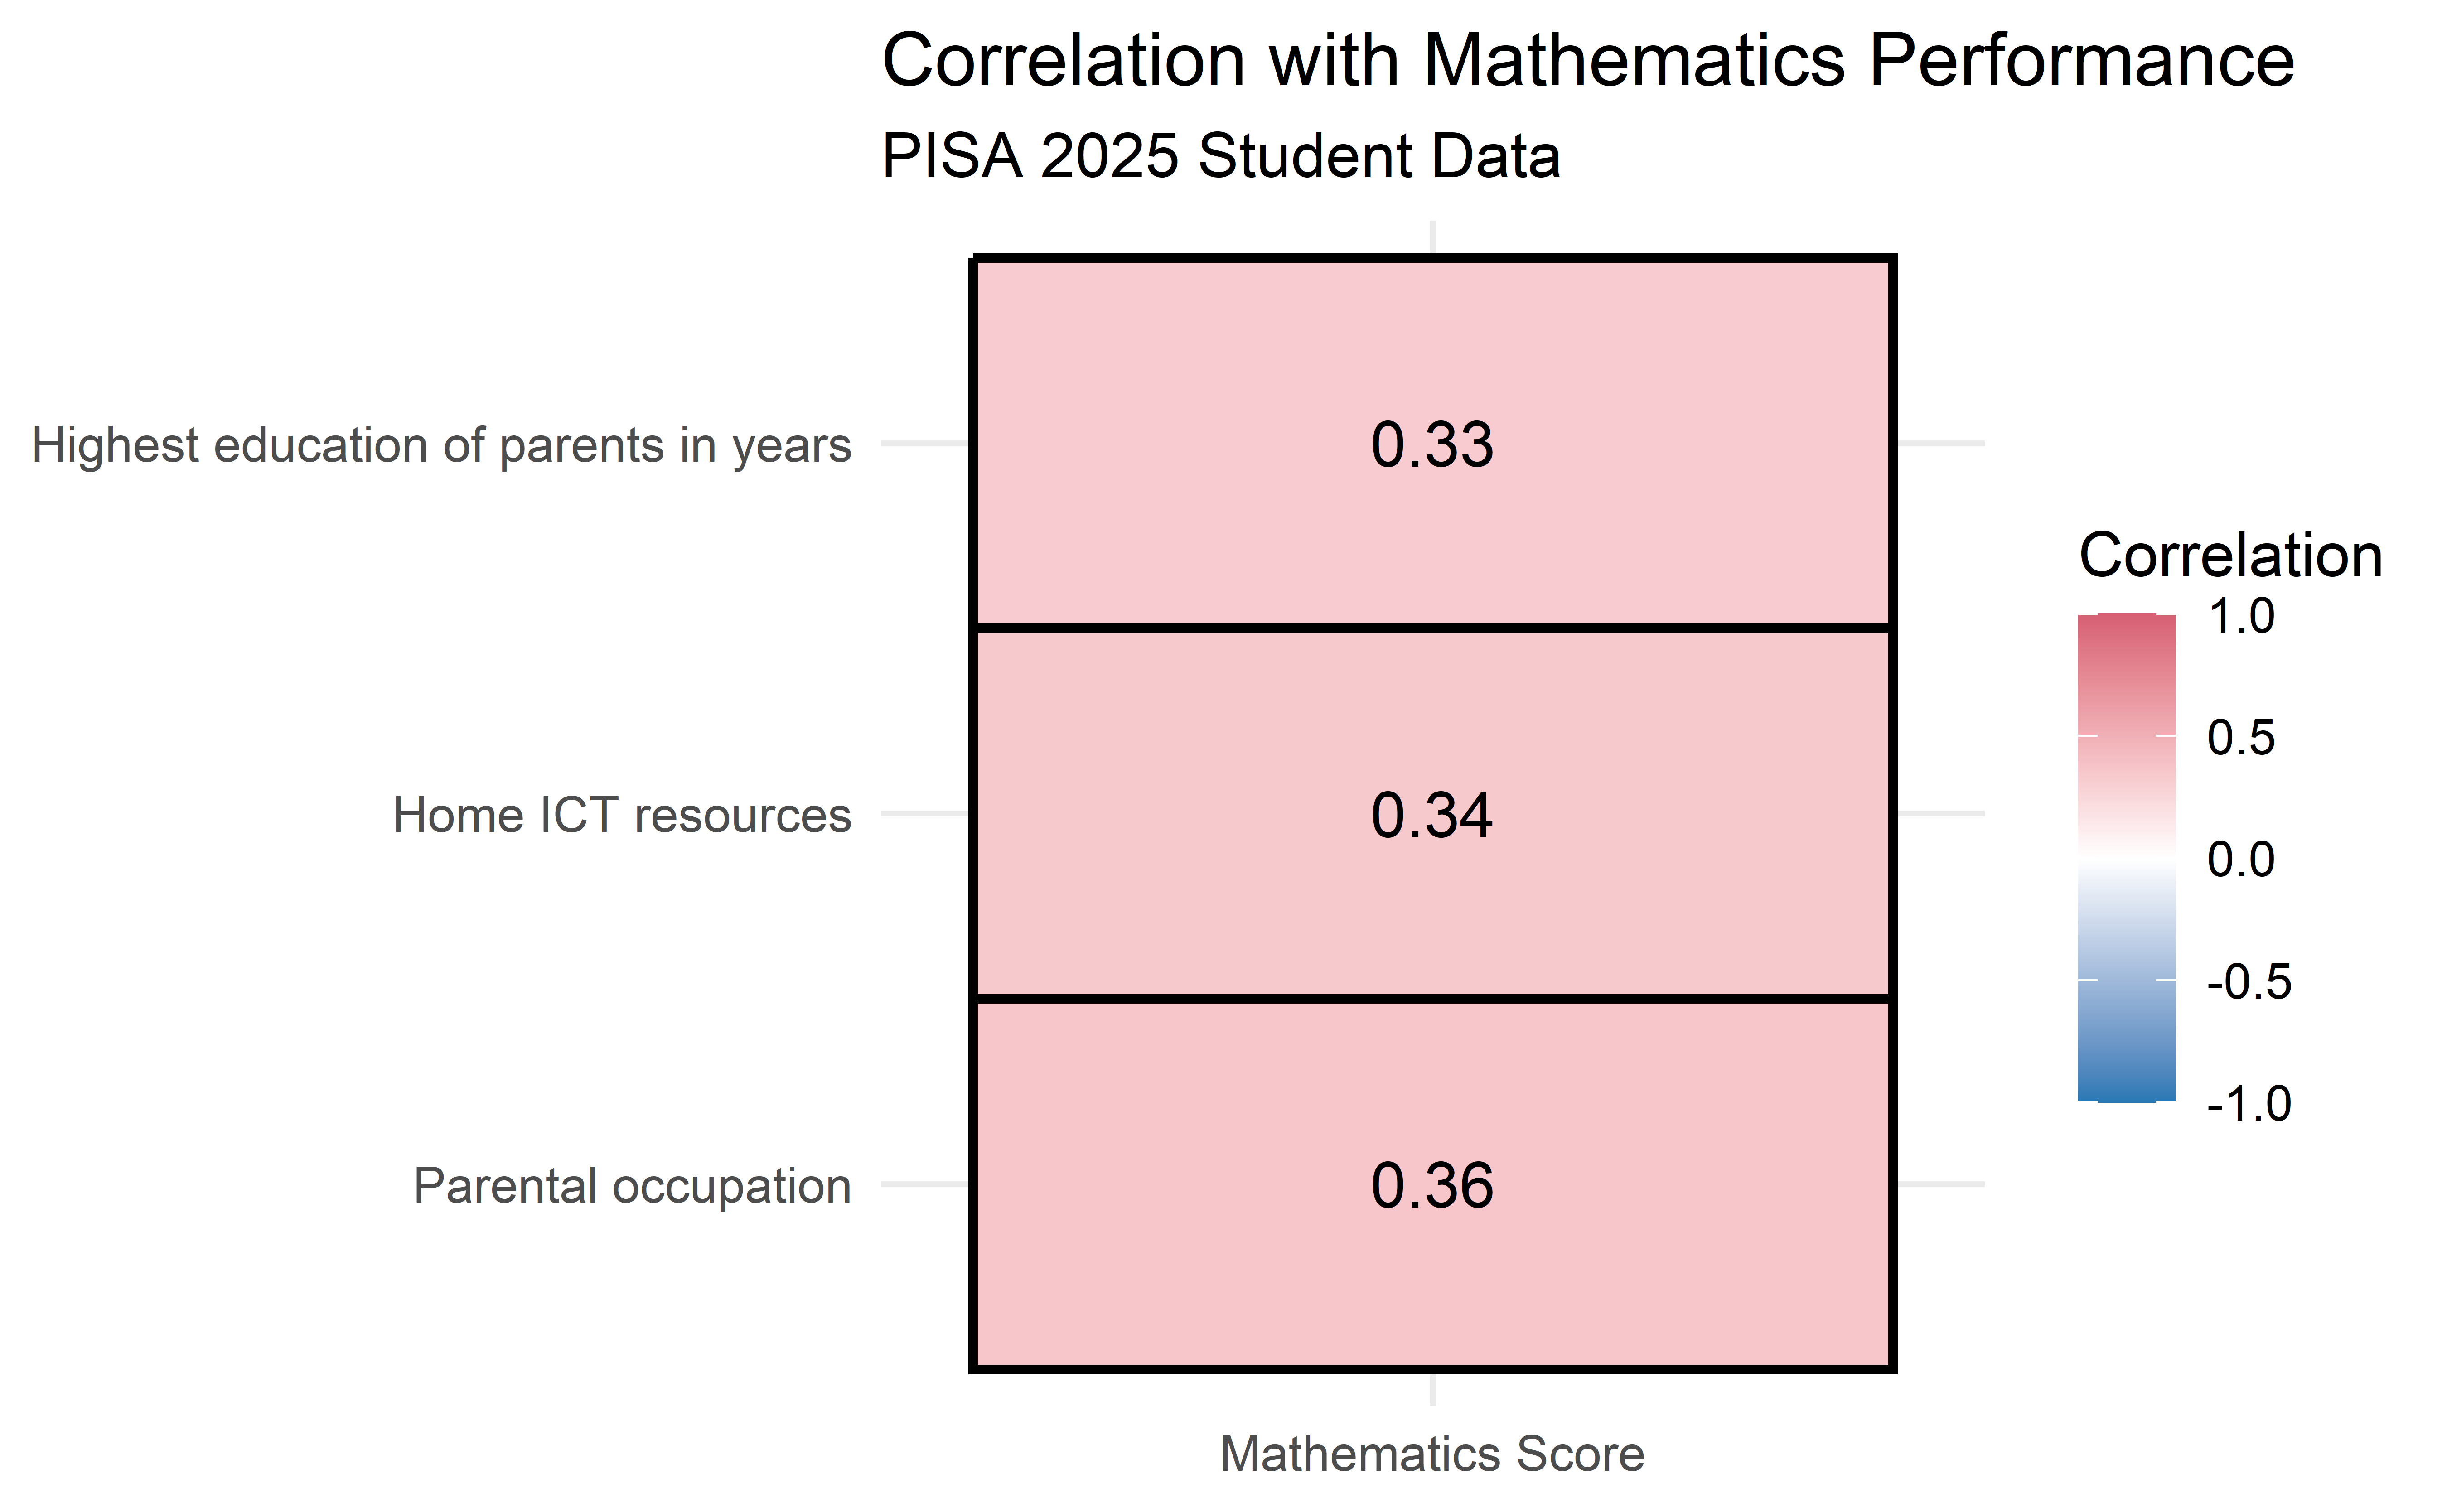 Correlation with Mathematics Performance
PISA 2025 Student Data
Highest education of parents in years
0.33
Home ICT resources
0.34
Parental occupation
0.36
Mathematics Score
Correlation
1.0
0.5
0.0
-0.5
-1.0